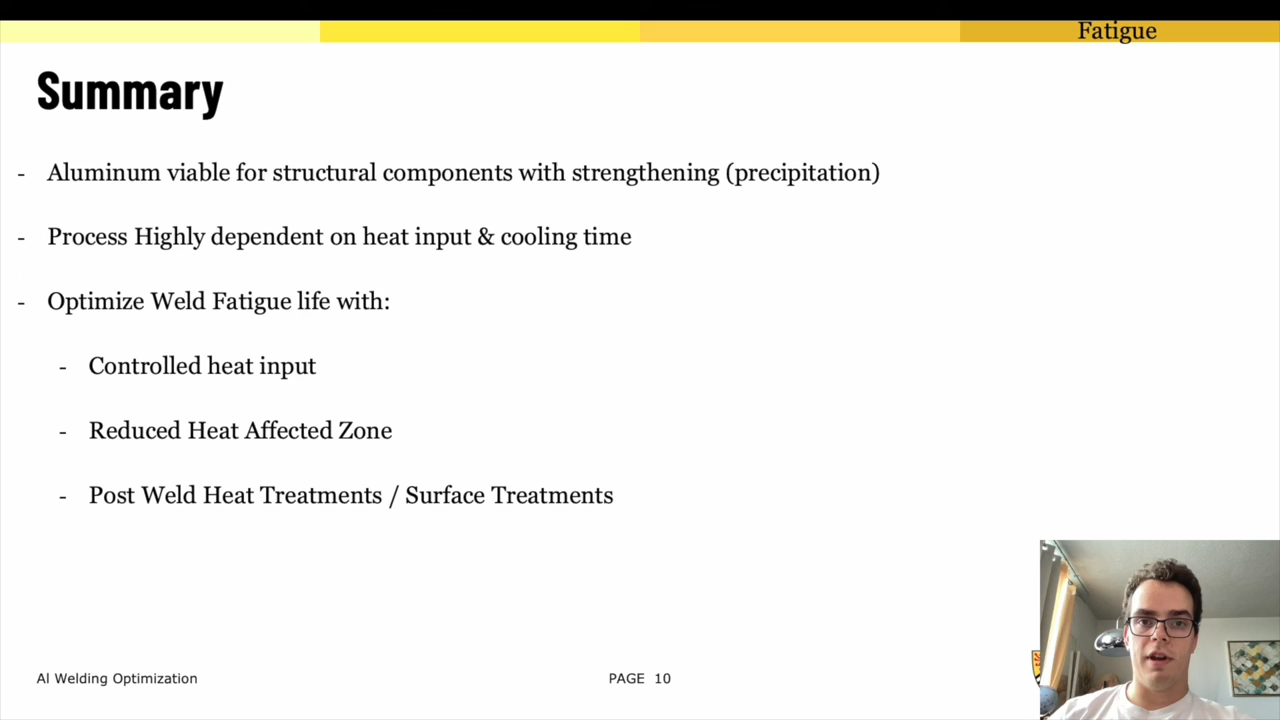 Fatigue
Summary
- Aluminum viable for structural components with strengthening (precipitation)
- Process Highly dependent on heat input & cooling time
- Optimize Weld Fatigue life with:
- Controlled heat input
- Reduced Heat Affected Zone
- Post Weld Heat Treatments / Surface Treatments
Al Welding Optimization
PAGE 10